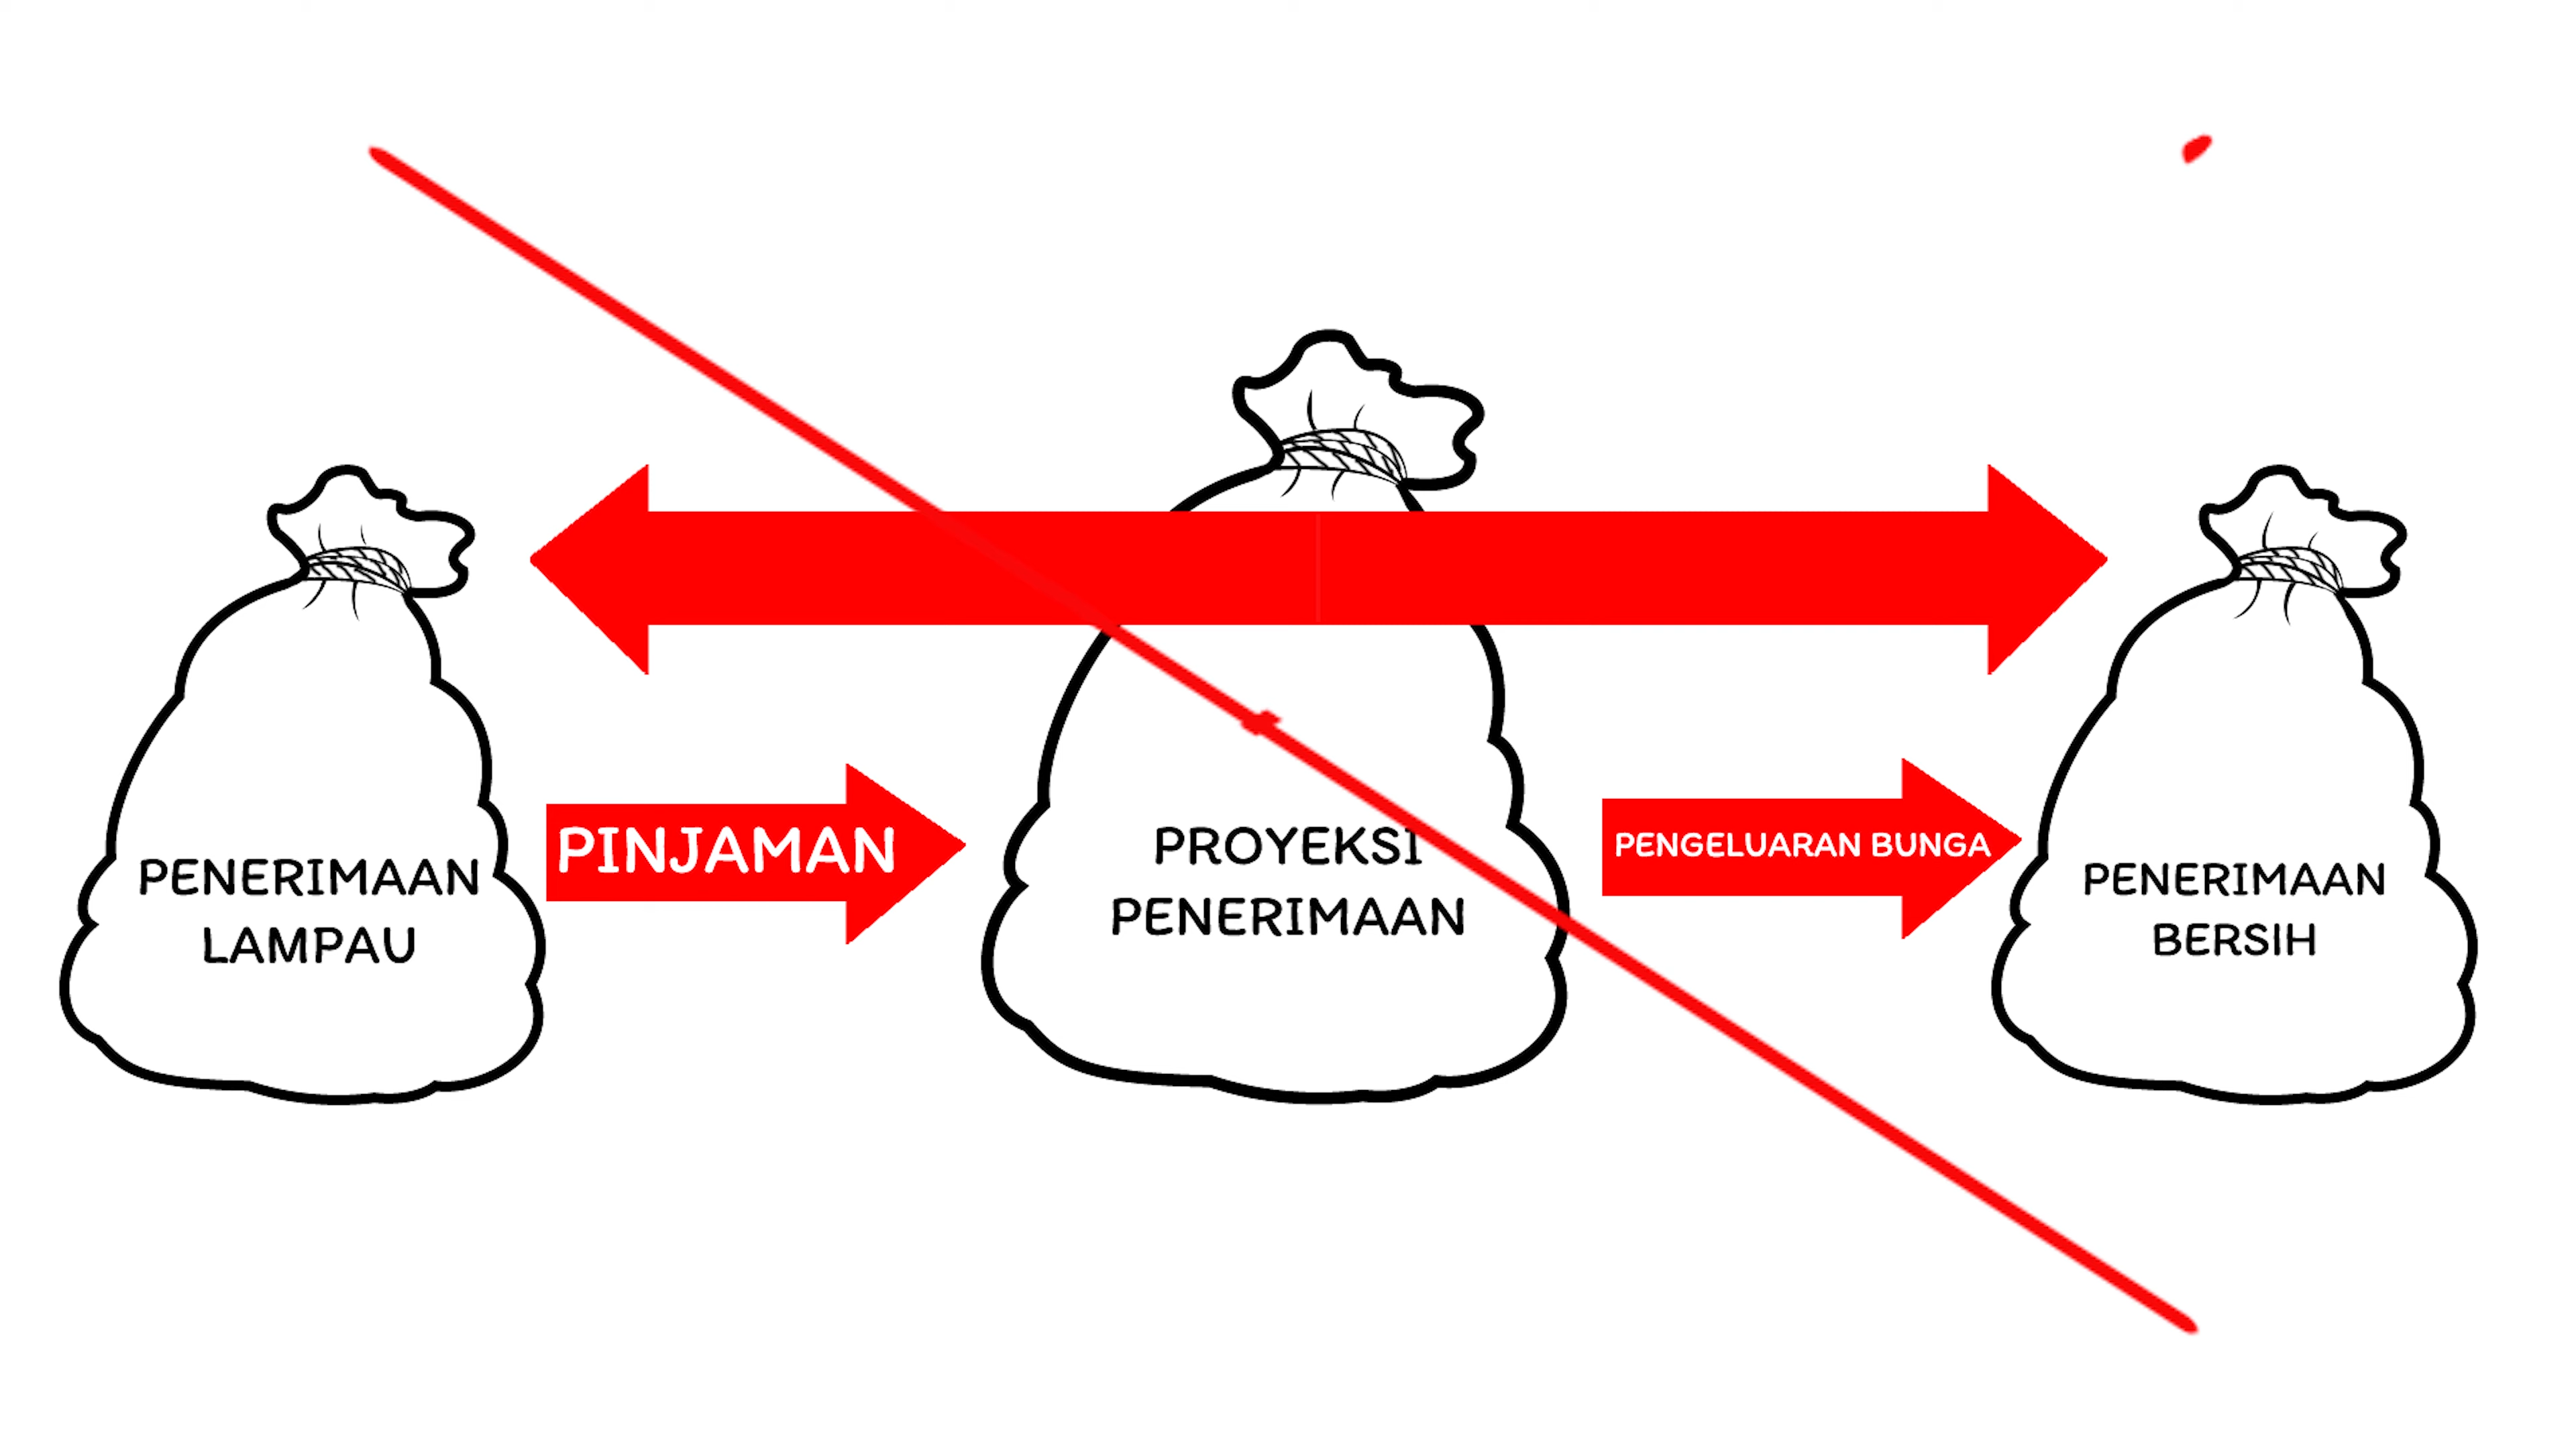 PENERIMAAN
LAMPAU
PINJAMAN
PROYEKSI
PENERIMAAN
PENGELUARAN BUNGA
PENERIMAAN
BERSIH